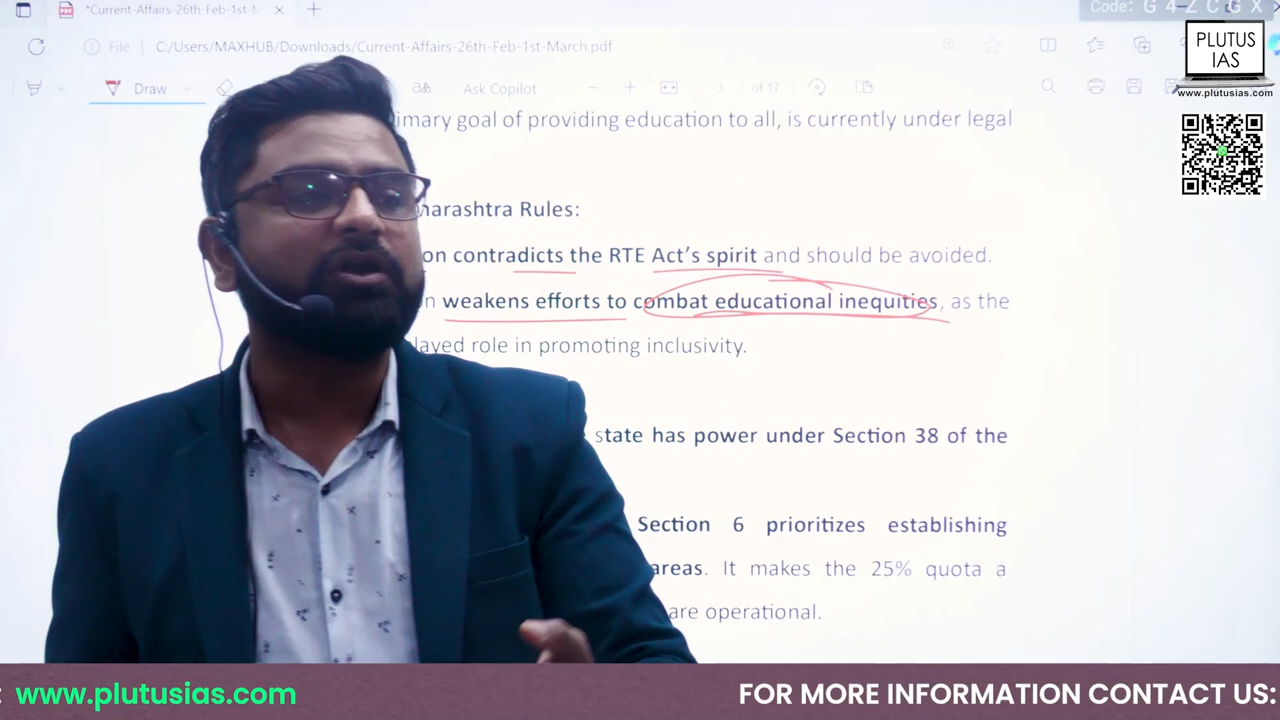 *Current-Affairs-26th-Feb-1st-M
Code: G 4 Z C G X
File C:/Users/MAXHUB/Downloads/Current-Affairs-26th-Feb-1st-March.pdf
PLUTUS
IAS
www.plutusias.com
Draw
Ask Copilot
3 of 17
imary goal of providing education to all, is currently under legal
harashtra Rules:
on contradicts the RTE Act's spirit and should be avoided.
n weakens efforts to combat educational inequities, as the
layed role in promoting inclusivity.
state has power under Section 38 of the
Section 6 prioritizes establishing
areas. It makes the 25% quota a
are operational.
: www.plutusias.com
FOR MORE INFORMATION CONTACT US: